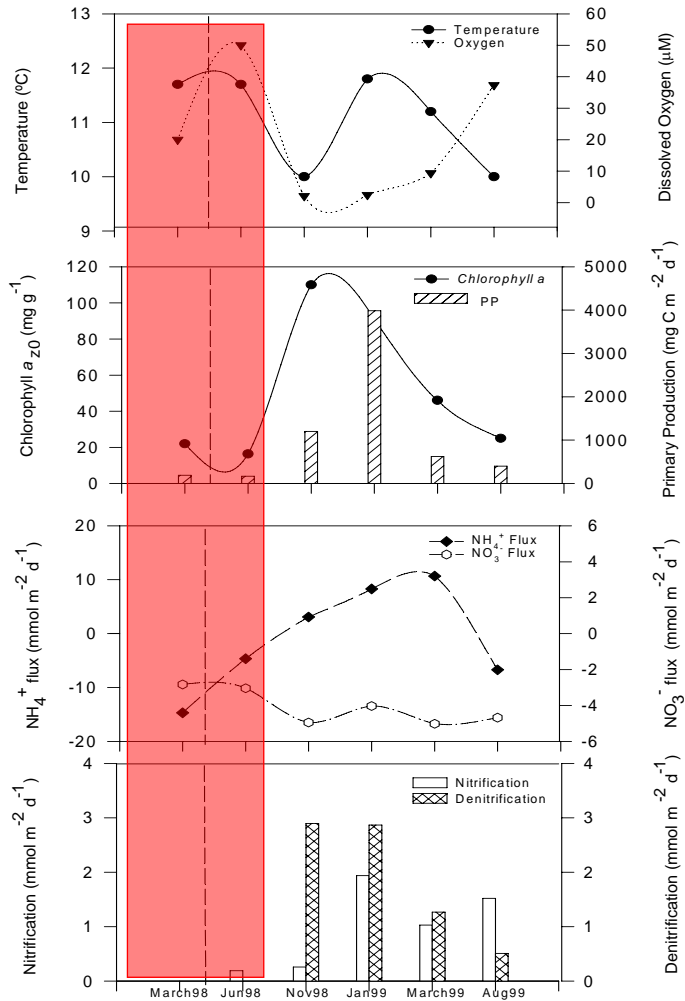 13
12
11
10
9
Temperature (ºC)
60
50
40
30
20
10
0
Dissolved Oxygen (µM)
Temperature
Oxygen
120
100
80
60
40
20
0
Chlorophyll a z0 (mg g-1)
5000
4000
3000
2000
1000
0
Primary Production (mg C m-2 d-1)
Chlorophyll a
PP
20
10
0
-10
-20
NH4+ flux (mmol m-2 d-1)
6
4
2
0
-2
-4
-6
NO3- flux (mmol m-2 d-1)
NH4+ Flux
NO3- Flux
4
3
2
1
0
Nitrification (mmol m-2 d-1)
4
3
2
1
0
Denitrification (mmol m-2 d-1)
Nitrification
Denitrification
March98 Jun98 Nov98 Jan99 March99 Aug99